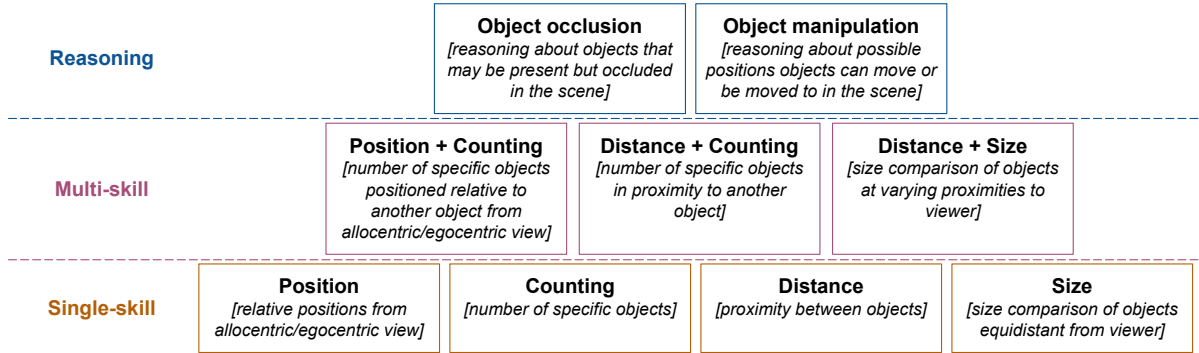 Reasoning
Object occlusion
[reasoning about objects that
may be present but occluded
in the scene]
Object manipulation
[reasoning about possible
positions objects can move or
be moved to in the scene]
Multi-skill
Position + Counting
[number of specific objects
positioned relative to
another object from
allocentric/egocentric view]
Distance + Counting
[number of specific objects
in proximity to another
object]
Distance + Size
[size comparison of objects
at varying proximities to
viewer]
Single-skill
Position
[relative positions from
allocentric/egocentric view]
Counting
[number of specific objects]
Distance
[proximity between objects]
Size
[size comparison of objects
equidistant from viewer]